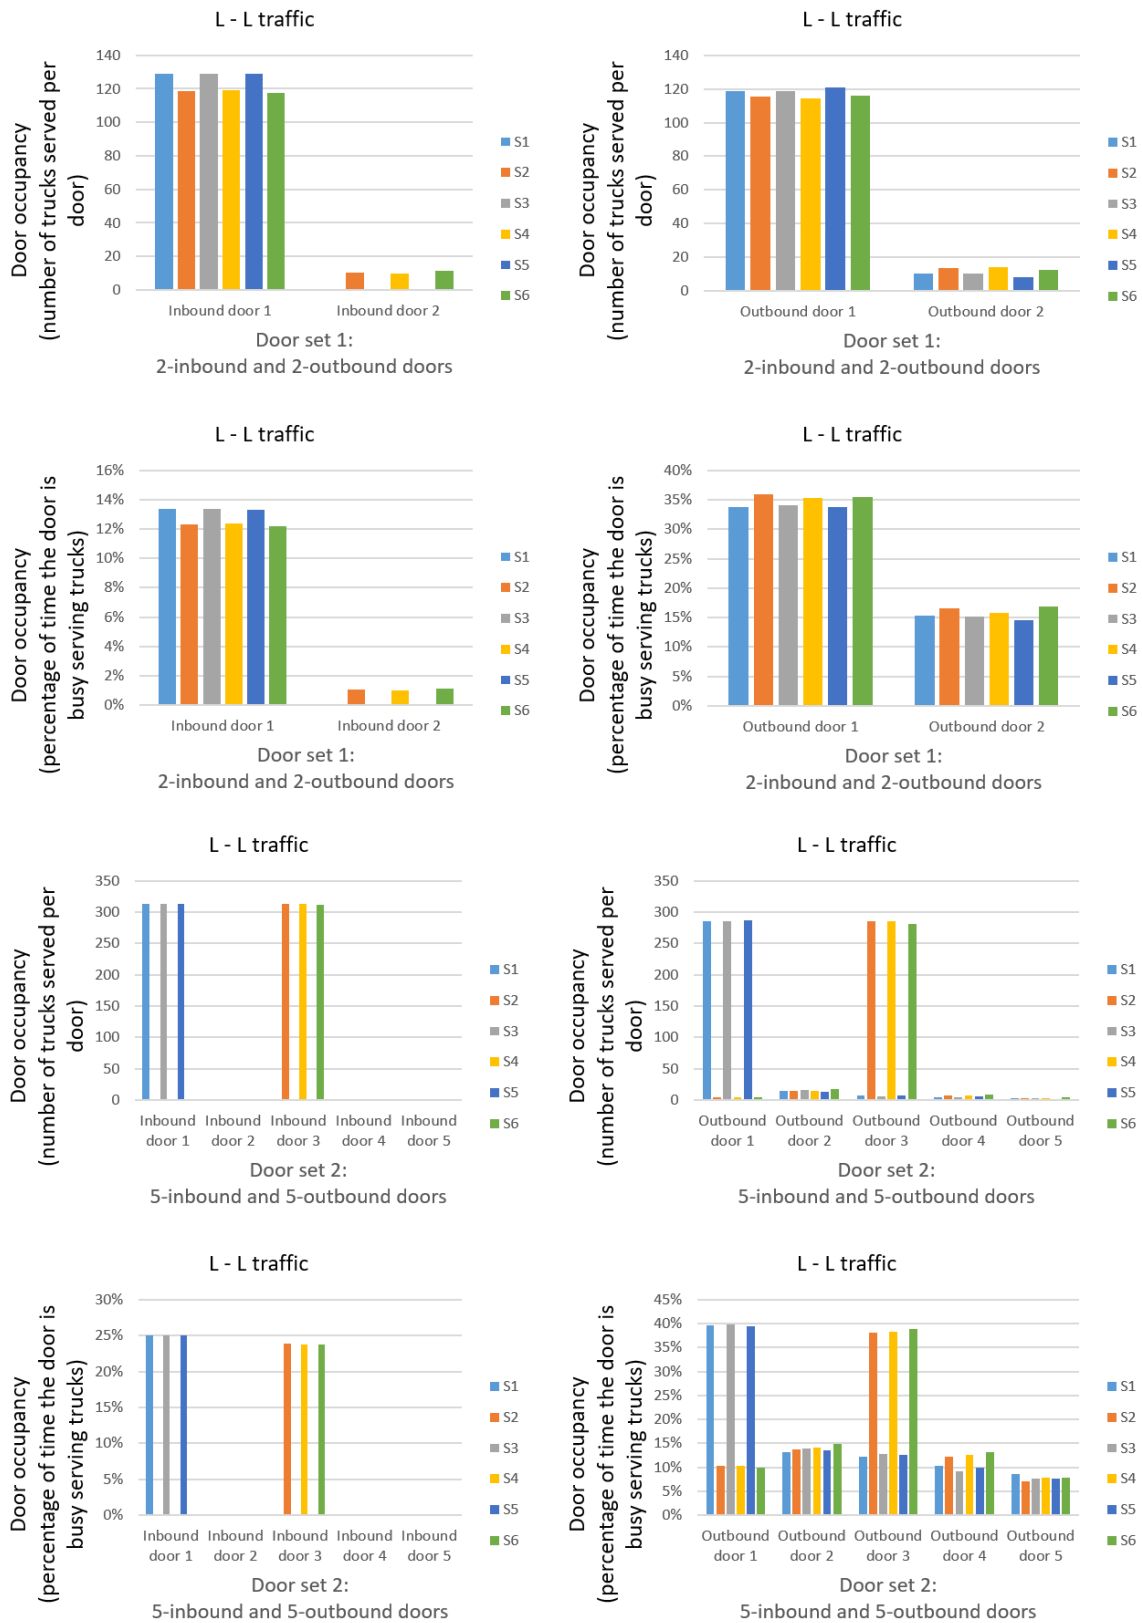 L - L traffic
Door occupancy
(number of trucks served per
door)
140
120
100
80
60
40
20
0
Inbound door 1
Inbound door 2
Door set 1:
2-inbound and 2-outbound doors
S1
S2
S3
S4
S5
S6
L - L traffic
Door occupancy
(number of trucks served per
door)
140
120
100
80
60
40
20
0
Outbound door 1
Outbound door 2
Door set 1:
2-inbound and 2-outbound doors
S1
S2
S3
S4
S5
S6
L - L traffic
Door occupancy
(percentage of time the door is
busy serving trucks)
16%
14%
12%
10%
8%
6%
4%
2%
0%
Inbound door 1
Inbound door 2
Door set 1:
2-inbound and 2-outbound doors
S1
S2
S3
S4
S5
S6
L - L traffic
Door occupancy
(percentage of time the door is
busy serving trucks)
40%
35%
30%
25%
20%
15%
10%
5%
0%
Outbound door 1
Outbound door 2
Door set 1:
2-inbound and 2-outbound doors
S1
S2
S3
S4
S5
S6
L - L traffic
Door occupancy
(number of trucks served per
door)
350
300
250
200
150
100
50
0
Inbound Inbound Inbound Inbound Inbound
door 1 door 2 door 3 door 4 door 5
Door set 2:
5-inbound and 5-outbound doors
S1
S2
S3
S4
S5
S6
L - L traffic
Door occupancy
(number of trucks served per
door)
350
300
250
200
150
100
50
0
Outbound Outbound Outbound Outbound Outbound
door 1 door 2 door 3 door 4 door 5
Door set 2:
5-inbound and 5-outbound doors
S1
S2
S3
S4
S5
S6
L - L traffic
Door occupancy
(percentage of time the door is
busy serving trucks)
30%
25%
20%
15%
10%
5%
0%
Inbound Inbound Inbound Inbound Inbound
door 1 door 2 door 3 door 4 door 5
Door set 2:
5-inbound and 5-outbound doors
S1
S2
S3
S4
S5
S6
L - L traffic
Door occupancy
(percentage of time the door is
busy serving trucks)
45%
40%
35%
30%
25%
20%
15%
10%
5%
0%
Outbound Outbound Outbound Outbound Outbound
door 1 door 2 door 3 door 4 door 5
Door set 2:
5-inbound and 5-outbound doors
S1
S2
S3
S4
S5
S6